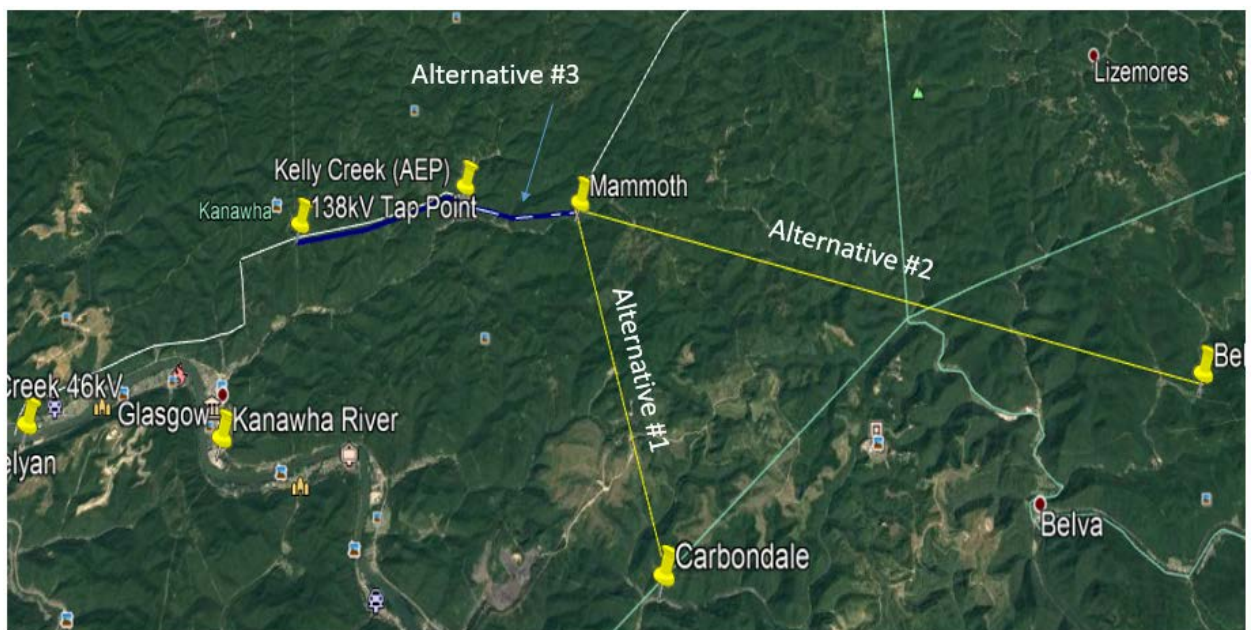 Alternative #3
Lizemores
Kelly Creek (AEP)
Mammoth
Kanawha
138kV Tap Point
Alternative #2
Alternative #1
Bel
Creek 46kV
Glasgow
Kanawha River
elyan
Belva
Carbondale